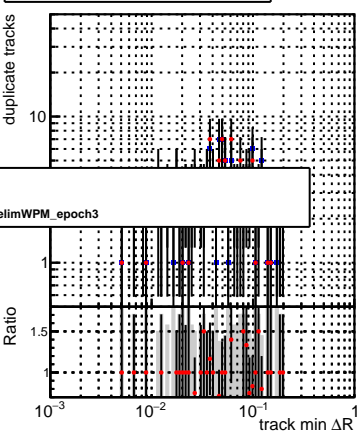 duplicate tracks
10
elimWPM_epoch3
1
Ratio
1.5
1
10⁻³ 10⁻² 10⁻¹ 1
track min ΔR